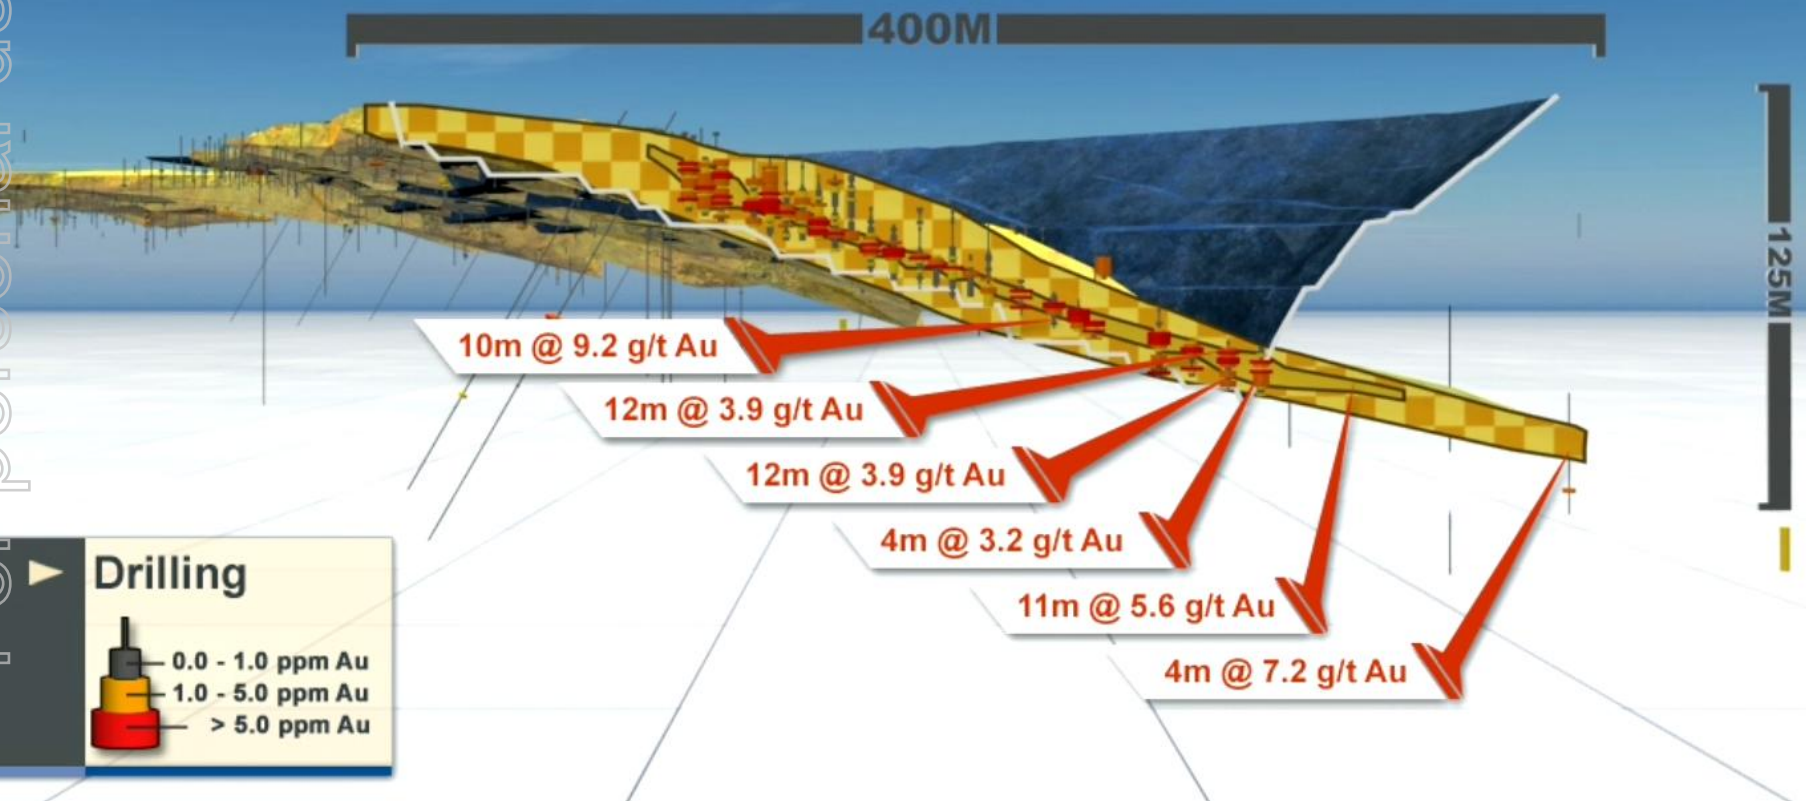 400M
125M
10m @ 9.2 g/t Au
12m @ 3.9 g/t Au
12m @ 3.9 g/t Au
4m @ 3.2 g/t Au
11m @ 5.6 g/t Au
4m @ 7.2 g/t Au
Drilling
0.0 - 1.0 ppm Au
1.0 - 5.0 ppm Au
> 5.0 ppm Au